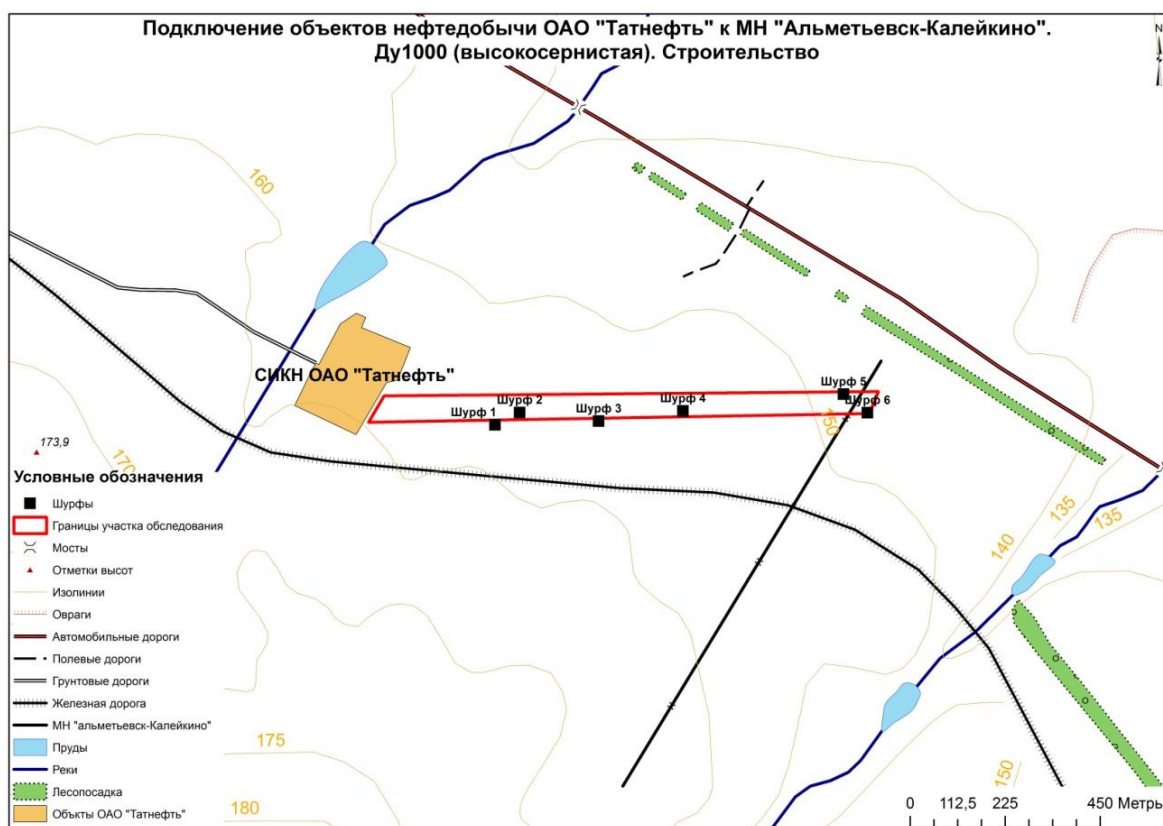 Подключение объектов нефтедобычи ОАО "Татнефть" к МН "Альметьевск-Калейкино".
Ду1000 (высокосернистая). Строительство
N
160
СИКН ОАО "Татнефть"
Шурф 1
Шурф 2
Шурф 3
Шурф 4
Шурф 5
Шурф 6
150
173,9
170
135
135
140
150
175
180
Условные обозначения
Шурфы
Границы участка обследования
Мосты
Отметки высот
Изолинии
Овраги
Автомобильные дороги
Полевые дороги
Грунтовые дороги
Железная дорога
МН "альметьевск-Калейкино"
Пруды
Реки
Лесопосадка
Объкты ОАО "Татнефть"
0 112,5 225 450 Метры